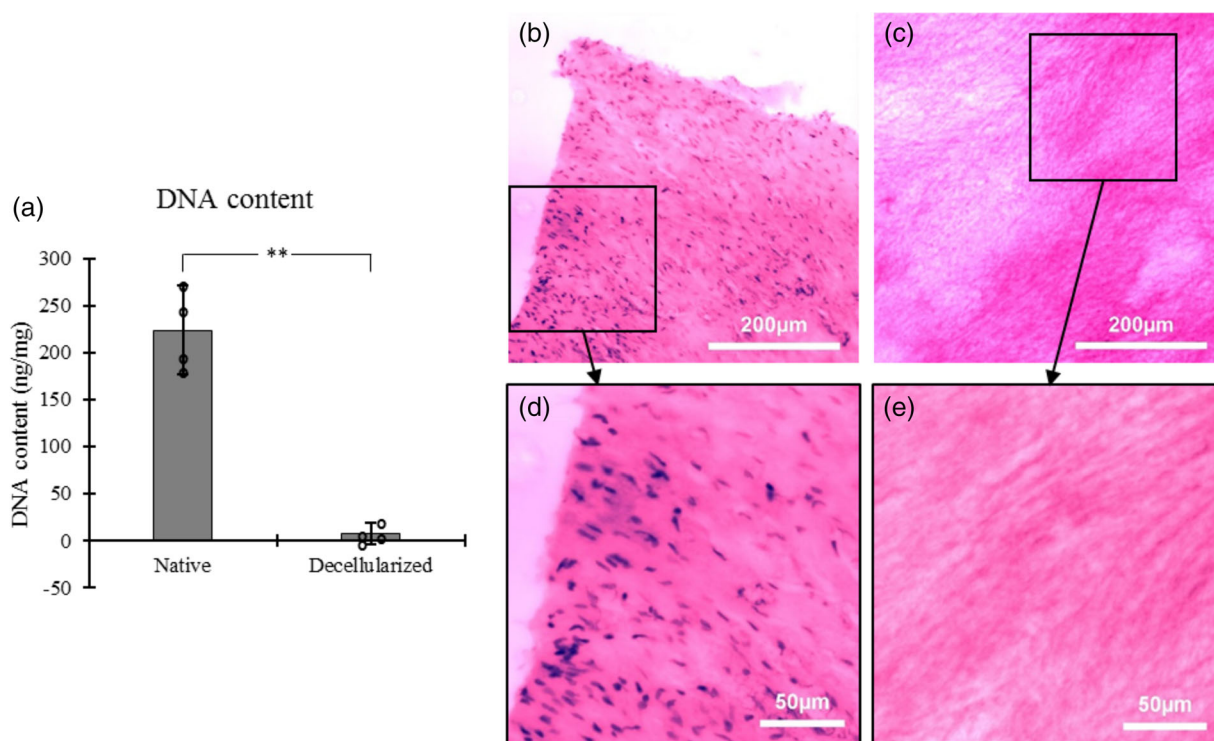 (a)
DNA content
DNA content (ng/mg)
300
250
200
150
100
50
0
-50
**
Native
Decellularized
(b)
200µm
(c)
200µm
(d)
50µm
(e)
50µm